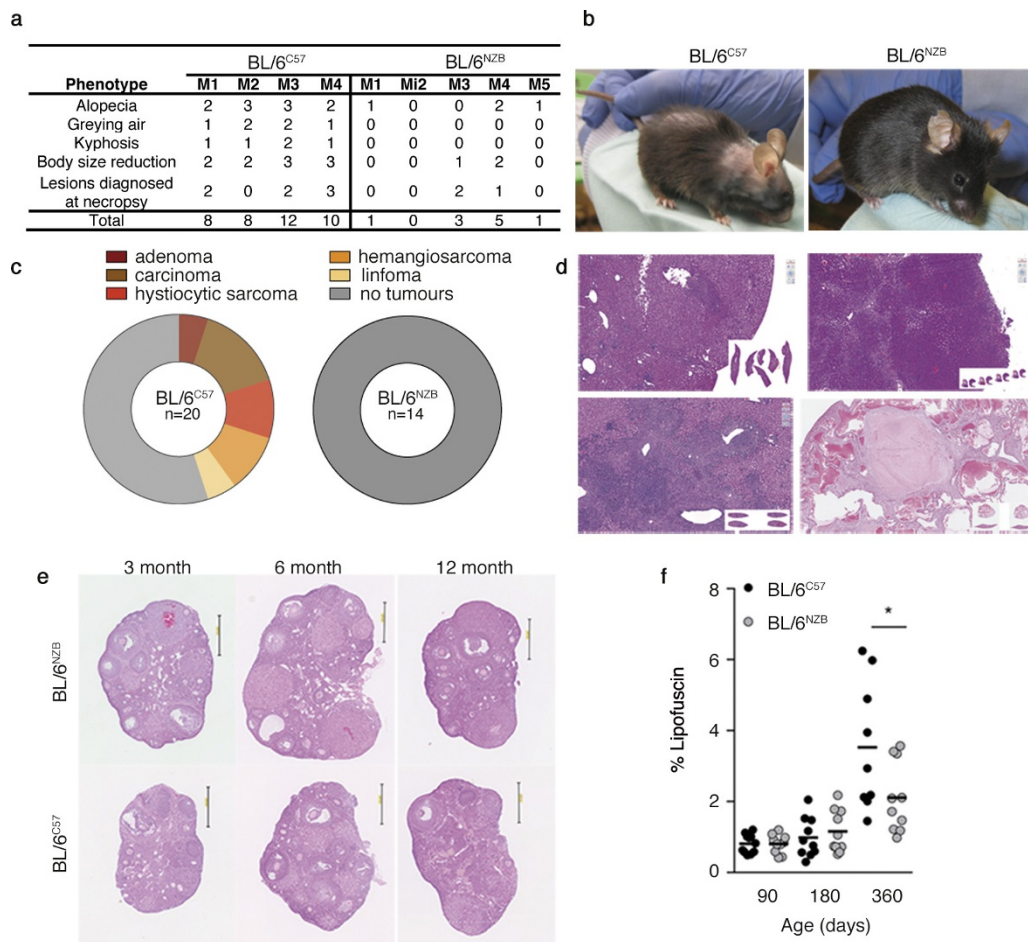 a
BL/6C57 BL/6NZB
Phenotype M1 M2 M3 M4 M1 Mi2 M3 M4 M5
Alopecia 2 3 3 2 1 0 0 2 1
Greying air 1 2 2 1 0 0 0 0 0
Kyphosis 1 1 2 1 0 0 0 0 0
Body size reduction 2 2 3 3 0 0 1 2 0
Lesions diagnosed
at necropsy 2 0 2 3 0 0 2 1 0
Total 8 8 12 10 1 0 3 5 1
b
BL/6C57 BL/6NZB
c
adenoma
carcinoma
hystiocytic sarcoma
hemangiosarcoma
linfoma
no tumours
BL/6C57
n=20
BL/6NZB
n=14
d
e
3 month 6 month 12 month
BL/6NZB
BL/6C57
f
BL/6C57
BL/6NZB
*
% Lipofuscin
8
6
4
2
0
90 180 360
Age (days)